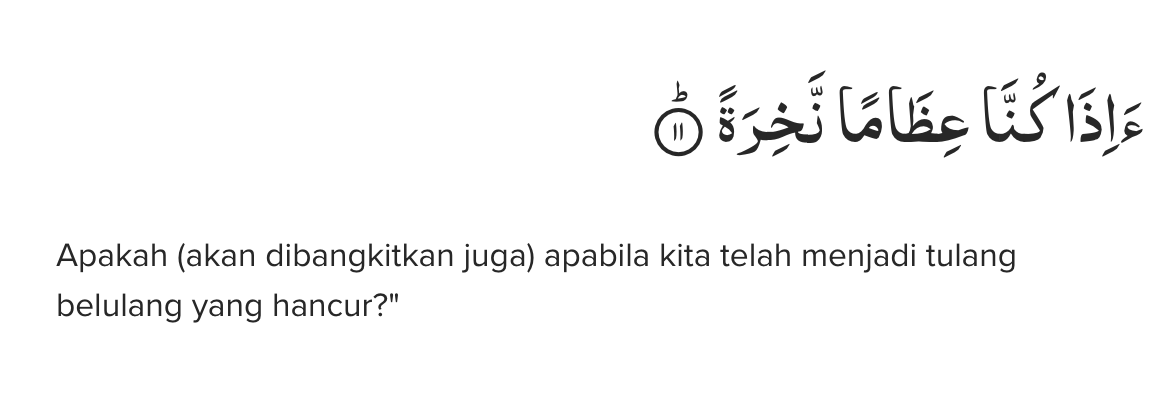 ءَاِذَا كُنَّا عِظَامًا نَّخِرَةً ۗ ١١
Apakah (akan dibangkitkan juga) apabila kita telah menjadi tulang
belulang yang hancur?"